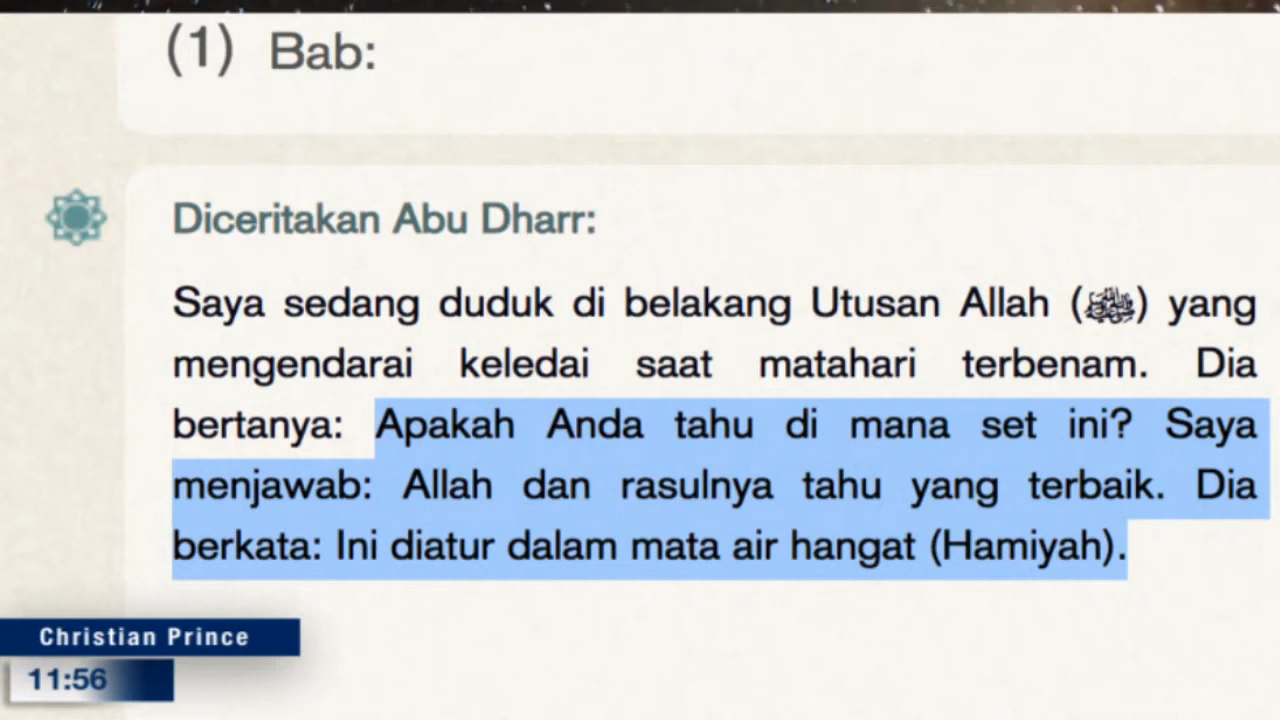 (1) Bab:
Diceritakan Abu Dharr:
Saya sedang duduk di belakang Utusan Allah (ﷺ) yang
mengendarai keledai saat matahari terbenam. Dia
bertanya: Apakah Anda tahu di mana set ini? Saya
menjawab: Allah dan rasulnya tahu yang terbaik. Dia
berkata: Ini diatur dalam mata air hangat (Hamiyah).
Christian Prince
11:56